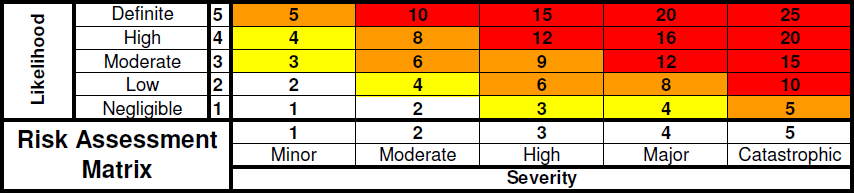 Likelihood
Definite 5 5 10 15 20 25
High 4 4 8 12 16 20
Moderate 3 3 6 9 12 15
Low 2 2 4 6 8 10
Negligible 1 1 2 3 4 5
Risk Assessment Matrix
1 2 3 4 5
Minor Moderate High Major Catastrophic
Severity